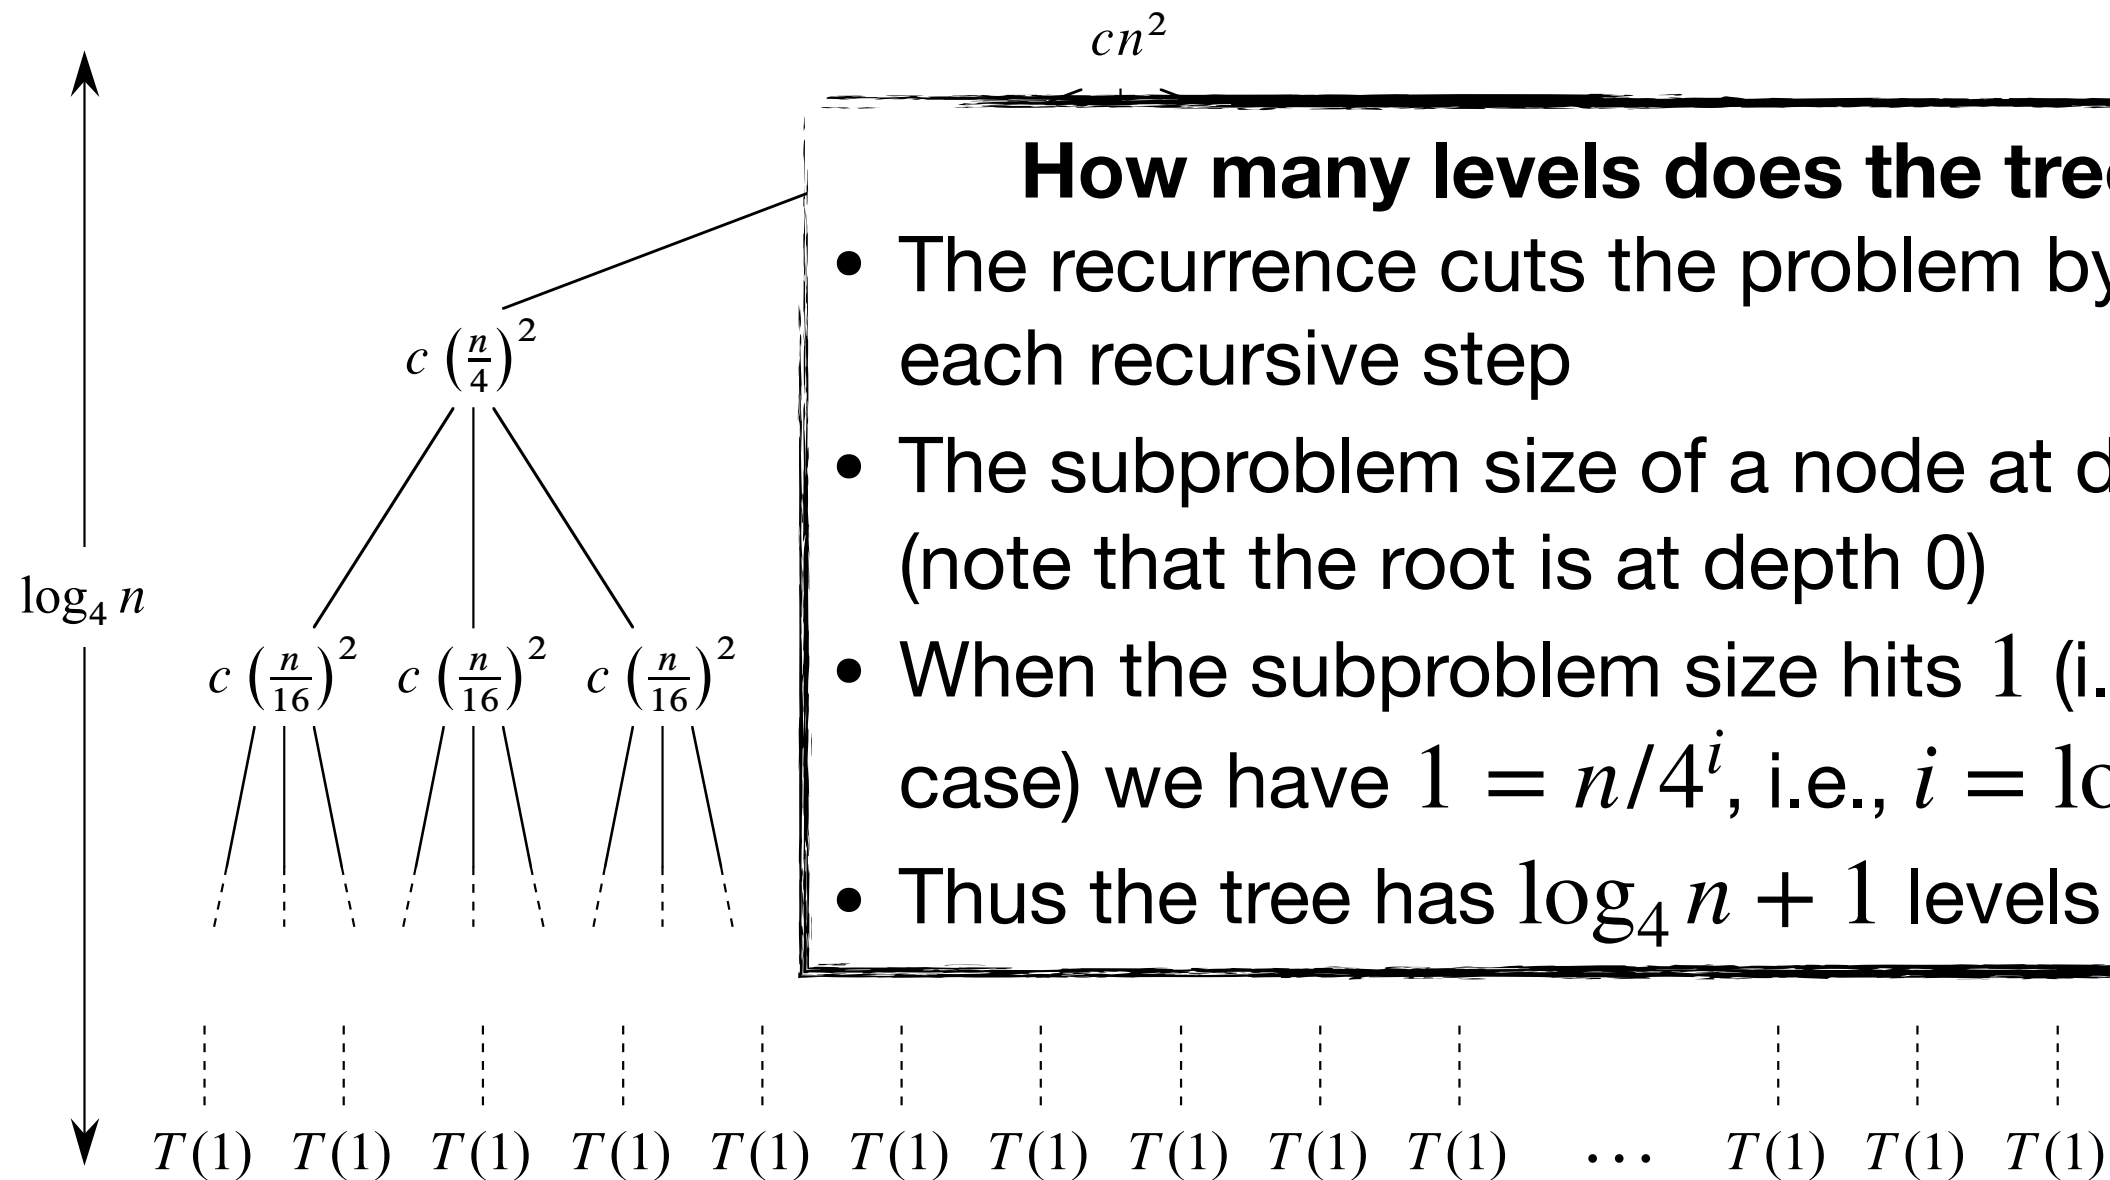 cn²
How many levels does the tree
• The recurrence cuts the problem by
each recursive step
• The subproblem size of a node at
(note that the root is at depth 0)
• When the subproblem size hits 1 (i.
case) we have 1 = n/4ⁱ, i.e., i =
• Thus the tree has log₄ n + 1 levels
c (n/4)²
log₄ n
c (n/16)² c (n/16)² c (n/16)²
T(1) T(1) T(1) T(1) T(1) T(1) T(1) T(1) T(1) T(1) ... T(1) T(1) T(1)